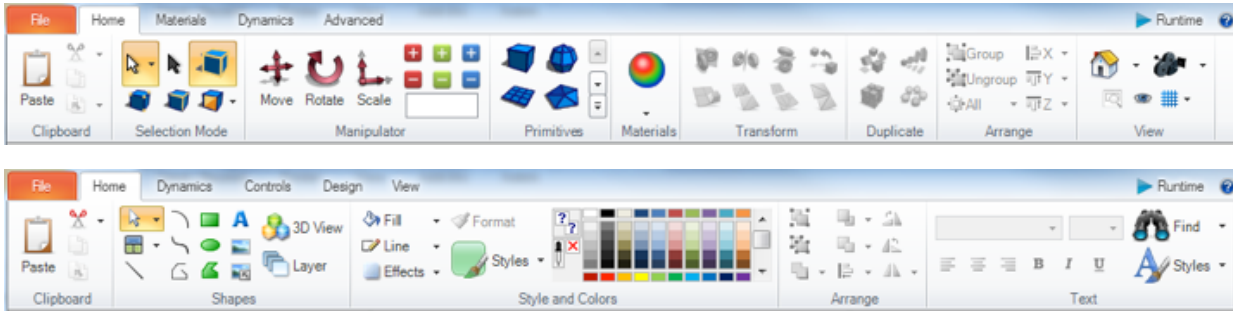 File Home Materials Dynamics Advanced Runtime
Group X
Ungroup Y
Paste Move Rotate Scale All Z
Clipboard Selection Mode Manipulator Primitives Materials Transform Duplicate Arrange View
File Home Dynamics Controls Design View Runtime
A 3D View Fill Format ? ? Find
Line
Paste Layer Effects Styles B I U A Styles
Clipboard Shapes Style and Colors Arrange Text